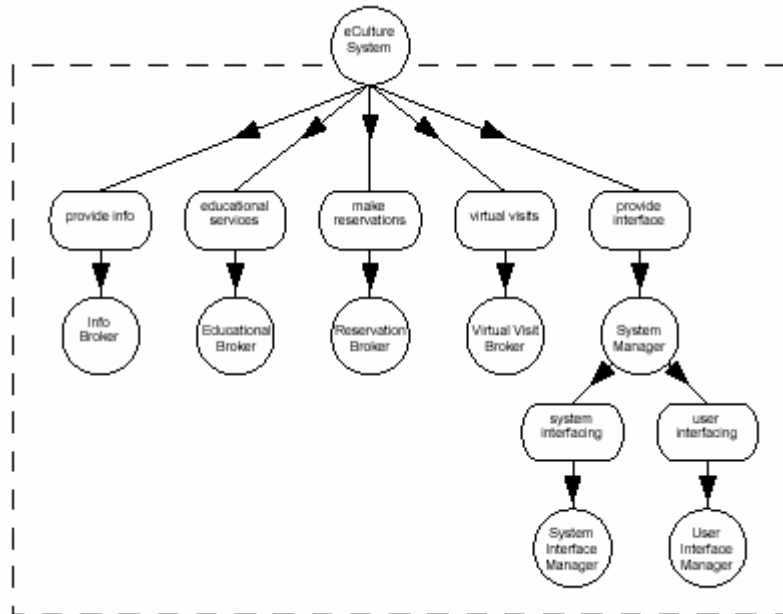 eCulture
System
provide info
educational
services
make
reservations
virtual visits
provide
interface
Info
Broker
Educational
Broker
Reservation
Broker
Virtual Visit
Broker
System
Manager
system
interfacing
user
interfacing
System
Interface
Manager
User
Interface
Manager